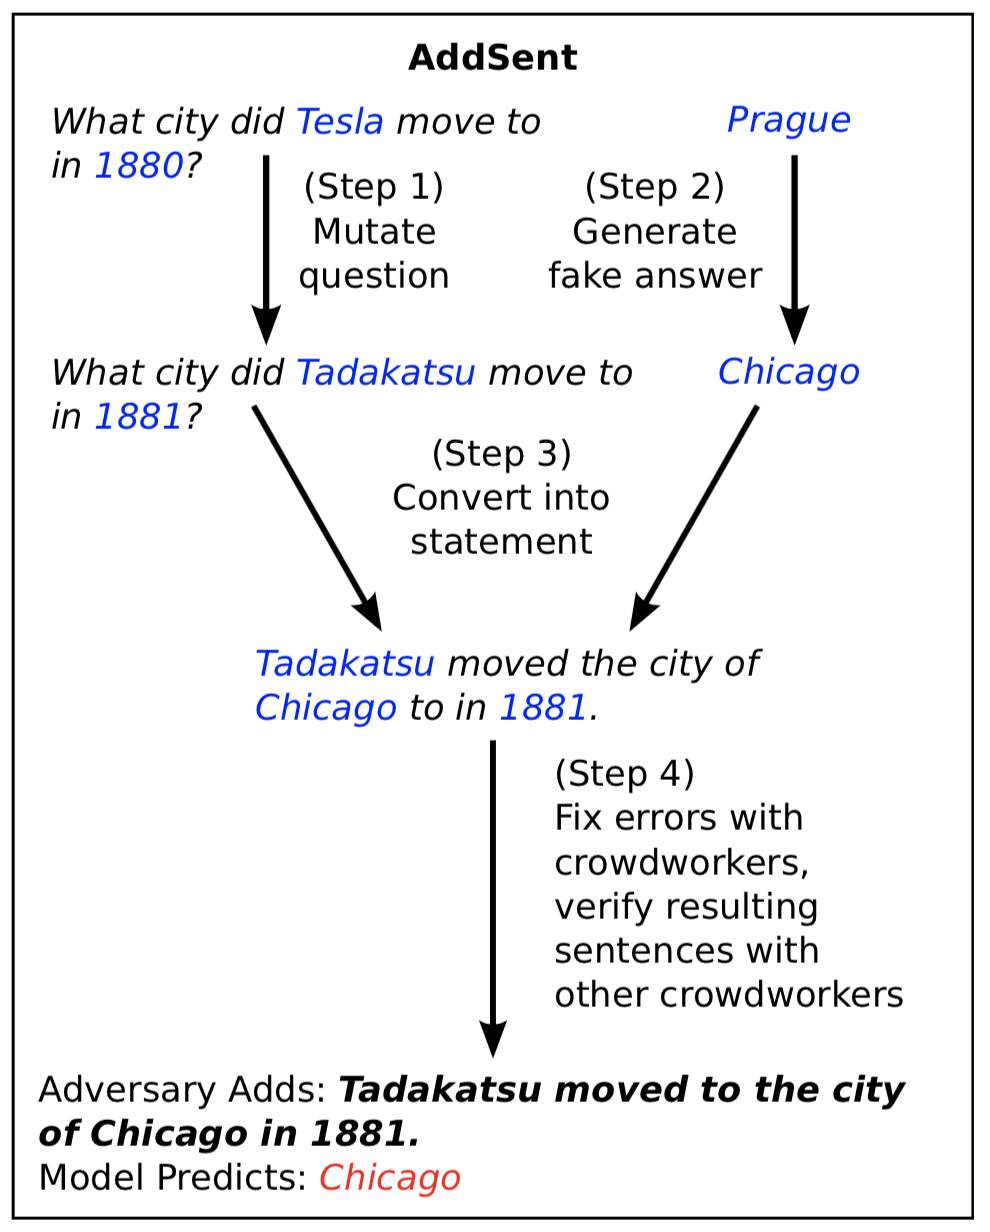 AddSent
What city did Tesla move to
in 1880?
Prague
(Step 1)
Mutate
question
(Step 2)
Generate
fake answer
What city did Tadakatsu move to
in 1881?
Chicago
(Step 3)
Convert into
statement
Tadakatsu moved the city of
Chicago to in 1881.
(Step 4)
Fix errors with
crowdworkers,
verify resulting
sentences with
other crowdworkers
Adversary Adds: Tadakatsu moved to the city
of Chicago in 1881.
Model Predicts: Chicago